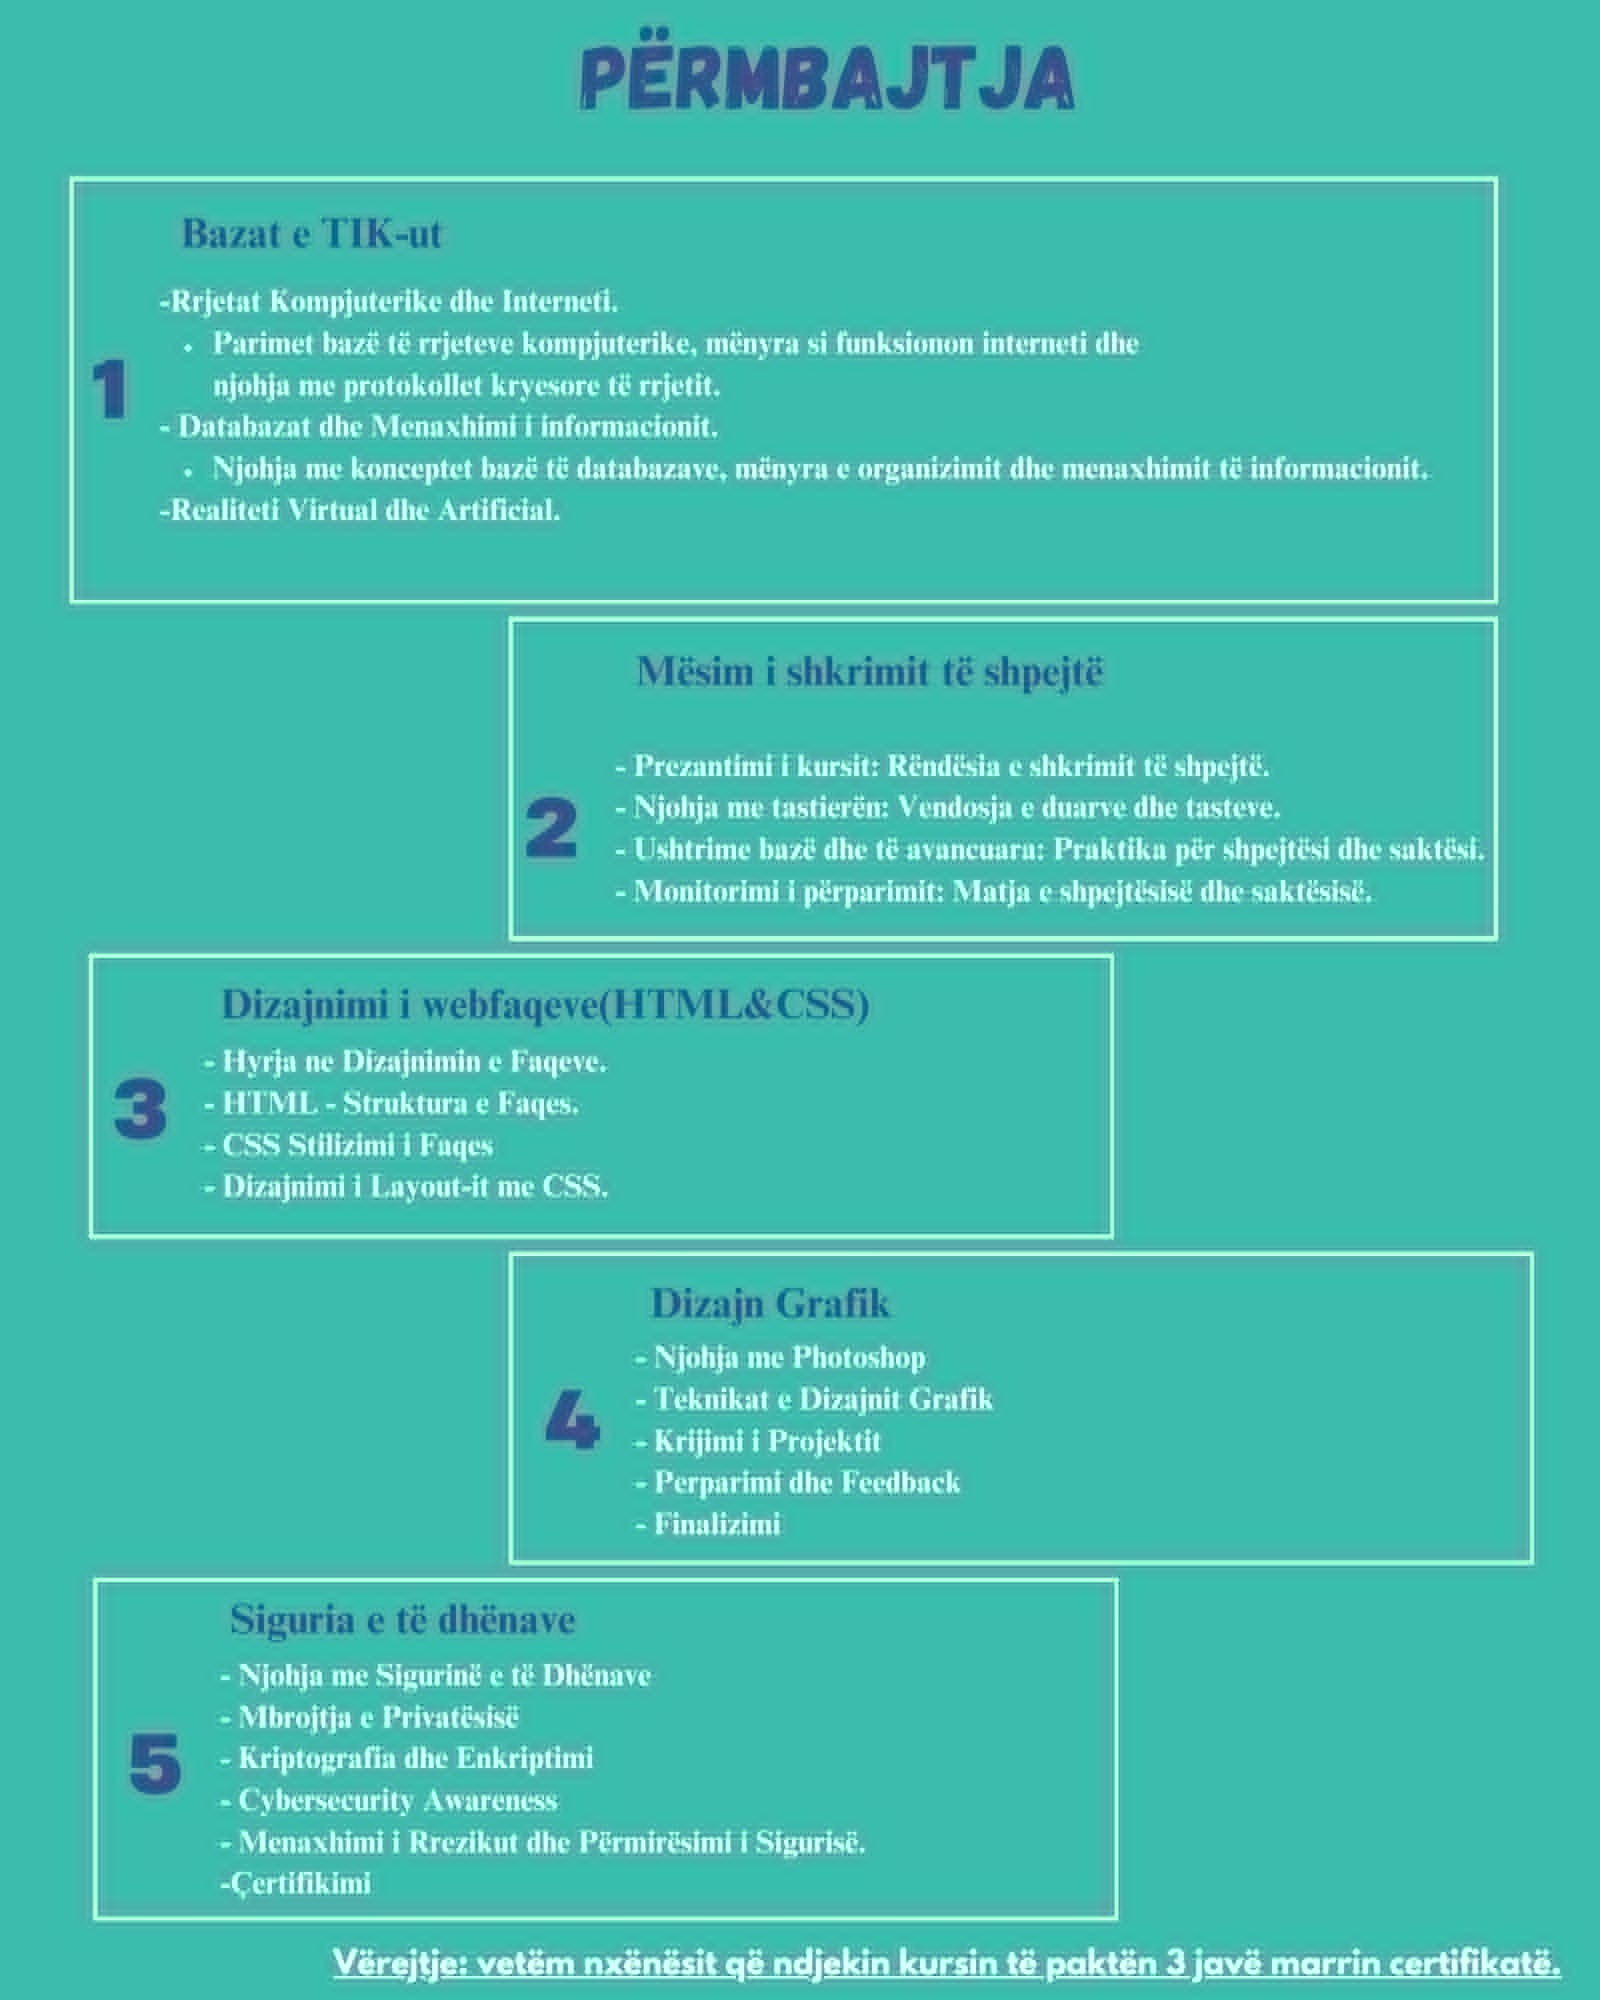 PËRMBAJTJA
Bazat e TIK-ut
1
-Rrjetat Kompjuterike dhe Interneti.
• Parimet bazë të rrjeteve kompjuterike, mënyra si funksionon interneti dhe
njohja me protokollet kryesore të rrjetit.
- Databazat dhe Menaxhimi i informacionit.
• Njohja me konceptet bazë të databazave, mënyra e organizimit dhe menaxhimit të informacionit.
-Realiteti Virtual dhe Artificial.
Mësim i shkrimit të shpejtë
2
- Prezantimi i kursit: Rëndësia e shkrimit të shpejtë.
- Njohja me tastierën: Vendosja e duarve dhe tasteve.
- Ushtrime bazë dhe të avancuara: Praktika për shpejtësi dhe saktësi.
- Monitorimi i përparimit: Matja e shpejtësisë dhe saktësisë.
Dizajnimi i webfaqeve(HTML&CSS)
3
- Hyrja ne Dizajnimin e Faqeve.
- HTML - Struktura e Faqes.
- CSS Stilizimi i Faqes
- Dizajnimi i Layout-it me CSS.
Dizajn Grafik
4
- Njohja me Photoshop
- Teknikat e Dizajnit Grafik
- Krijimi i Projektit
- Perparimi dhe Feedback
- Finalizimi
Siguria e të dhënave
5
- Njohja me Sigurinë e të Dhënave
- Mbrojtja e Privatësisë
- Kriptografia dhe Enkriptimi
- Cybersecurity Awareness
- Menaxhimi i Rrezikut dhe Përmirësimi i Sigurisë.
-Çertifikimi
Vërejtje: vetëm nxënësit që ndjekin kursin të paktën 3 javë marrin certifikatë.